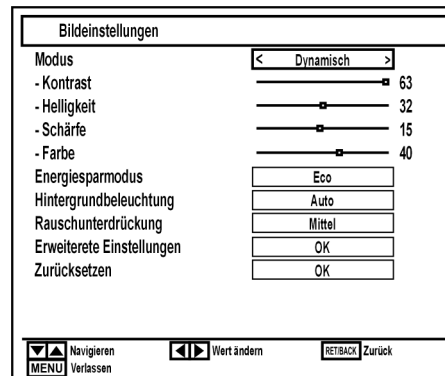 Bildeinstellungen
Modus < Dynamisch >
- Kontrast 63
- Helligkeit 32
- Schärfe 15
- Farbe 40
Energiesparmodus Eco
Hintergrundbeleuchtung Auto
Rauschunterdrückung Mittel
Erweiterete Einstellungen OK
Zurücksetzen OK
▼▲ Navigieren ◀▶ Wert ändern RET/BACK Zurück
MENU Verlassen